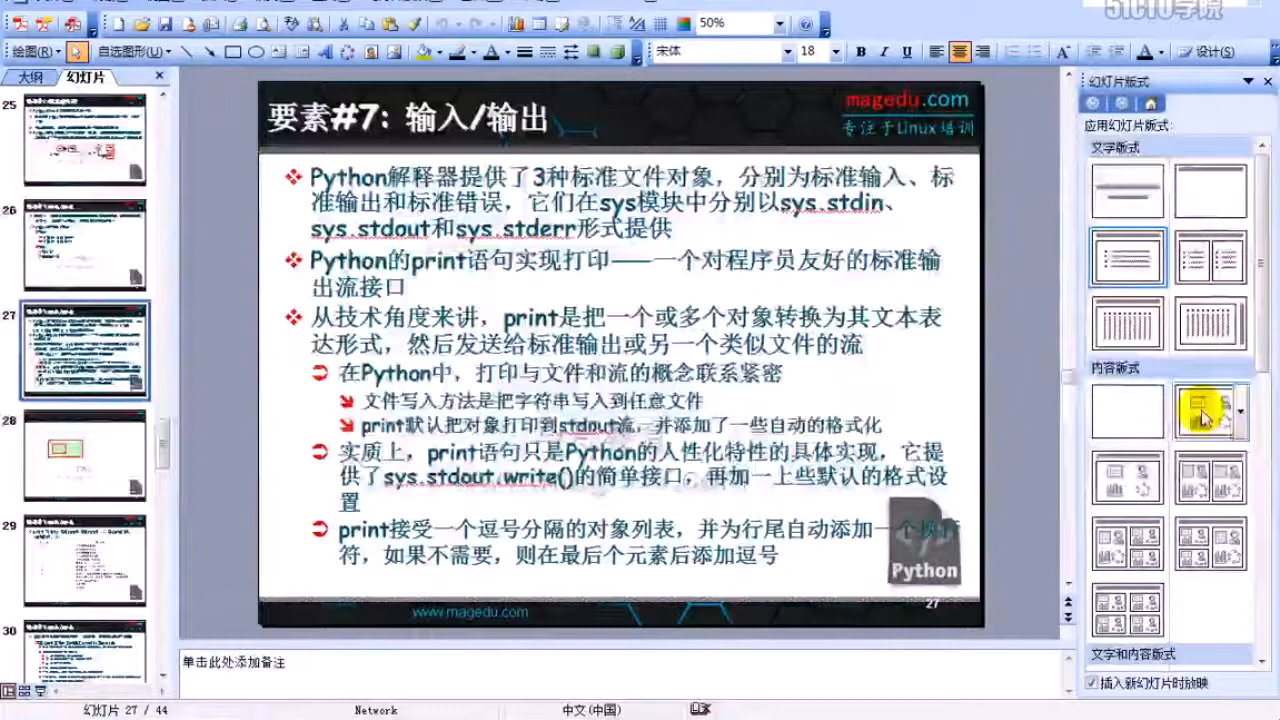 51CTO学院
50%
绘图(R)
自选图形(U)
宋体
18
B I U
设计(S)
大纲
幻灯片
25
26
27
28
29
30
要素#7: 输入/输出
magedu.com
专注于Linux培训
Python解释器提供了3种标准文件对象，分别为标准输入、标
准输出和标准错误，它们在sys模块中分别以sys.stdin、
sys.stdout和sys.stderr形式提供
Python的print语句实现打印——一个对程序员友好的标准输
出流接口
从技术角度来讲，print是把一个或多个对象转换为其文本表
达形式，然后发送给标准输出或另一个类似文件的流
在Python中，打印与文件和流的概念联系紧密
文件写入方法是把字符串写入到任意文件
print默认把对象打印到stdout流，并添加了一些自动的格式化
实质上，print语句只是Python的人性化特性的具体实现，它提
供了sys.stdout.write()的简单接口，再加一上些默认的格式设
置
print接受一个逗号分隔的对象列表，并为行尾自动添加一个换行
符，如果不需要，则在最后个元素后添加逗号
Python
www.magedu.com
27
单击此处添加备注
幻灯片版式
应用幻灯片版式:
文字版式
内容版式
文字和内容版式
插入新幻灯片时放映
幻灯片 27 / 44
Network
中文(中国)